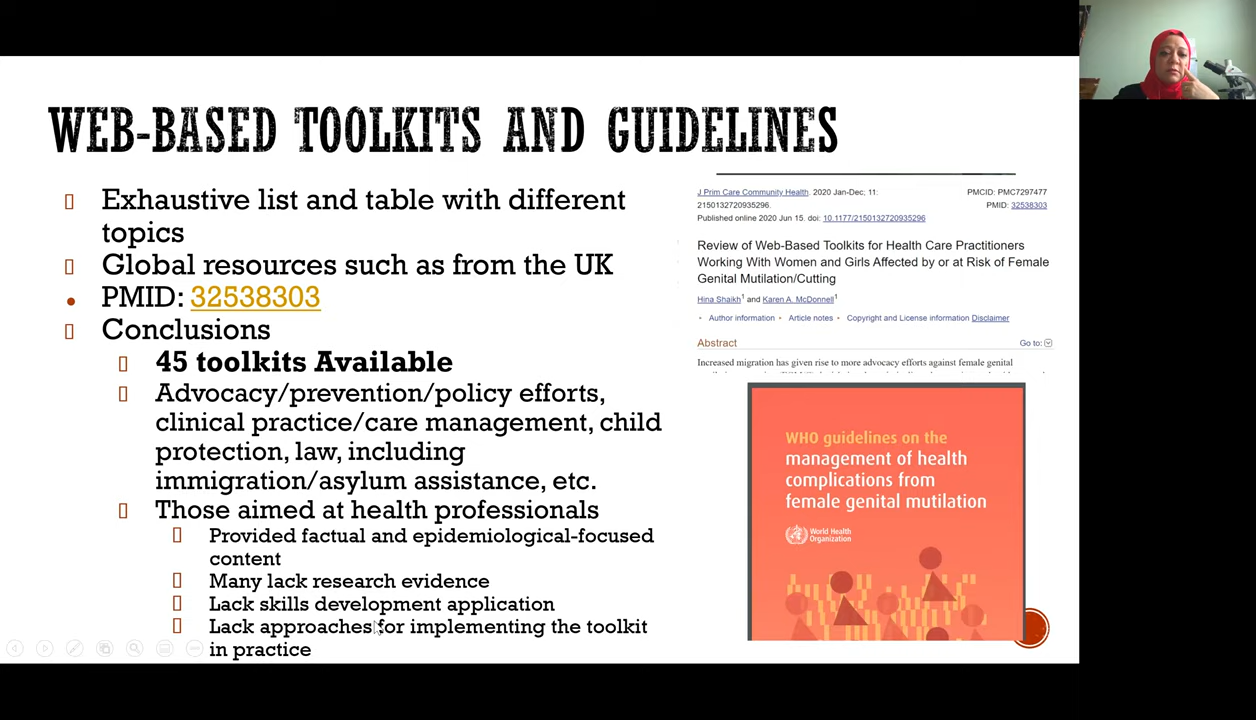 WEB-BASED TOOLKITS AND GUIDELINES
Exhaustive list and table with different
topics
Global resources such as from the UK
PMID: 32538303
Conclusions
45 toolkits Available
Advocacy/prevention/policy efforts,
clinical practice/care management, child
protection, law, including
immigration/asylum assistance, etc.
Those aimed at health professionals
Provided factual and epidemiological-focused
content
Many lack research evidence
Lack skills development application
Lack approaches for implementing the toolkit
in practice
J Prim Care Community Health. 2020 Jan-Dec; 11: PMCID: PMC7297477
2150132720935296. PMID: 32538303
Published online 2020 Jun 15. doi: 10.1177/2150132720935296
Review of Web-Based Toolkits for Health Care Practitioners
Working With Women and Girls Affected by or at Risk of Female
Genital Mutilation/Cutting
Hina Shaikh1 and Karen A. McDonnell1
Author information Article notes Copyright and License information Disclaimer
Abstract Go to:
Increased migration has given rise to more advocacy efforts against female genital
WHO guidelines on the
management of health
complications from
female genital mutilation
World Health
Organization